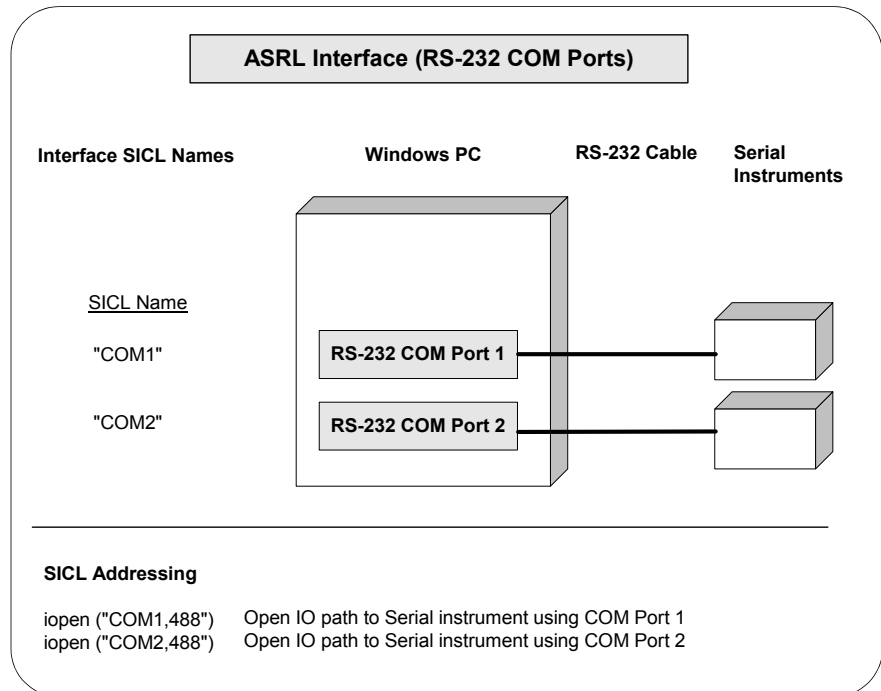 ASRL Interface (RS-232 COM Ports)
Interface SICL Names
Windows PC
RS-232 Cable
Serial
Instruments
SICL Name
"COM1"
RS-232 COM Port 1
"COM2"
RS-232 COM Port 2
SICL Addressing
iopen ("COM1,488") Open IO path to Serial instrument using COM Port 1
iopen ("COM2,488") Open IO path to Serial instrument using COM Port 2